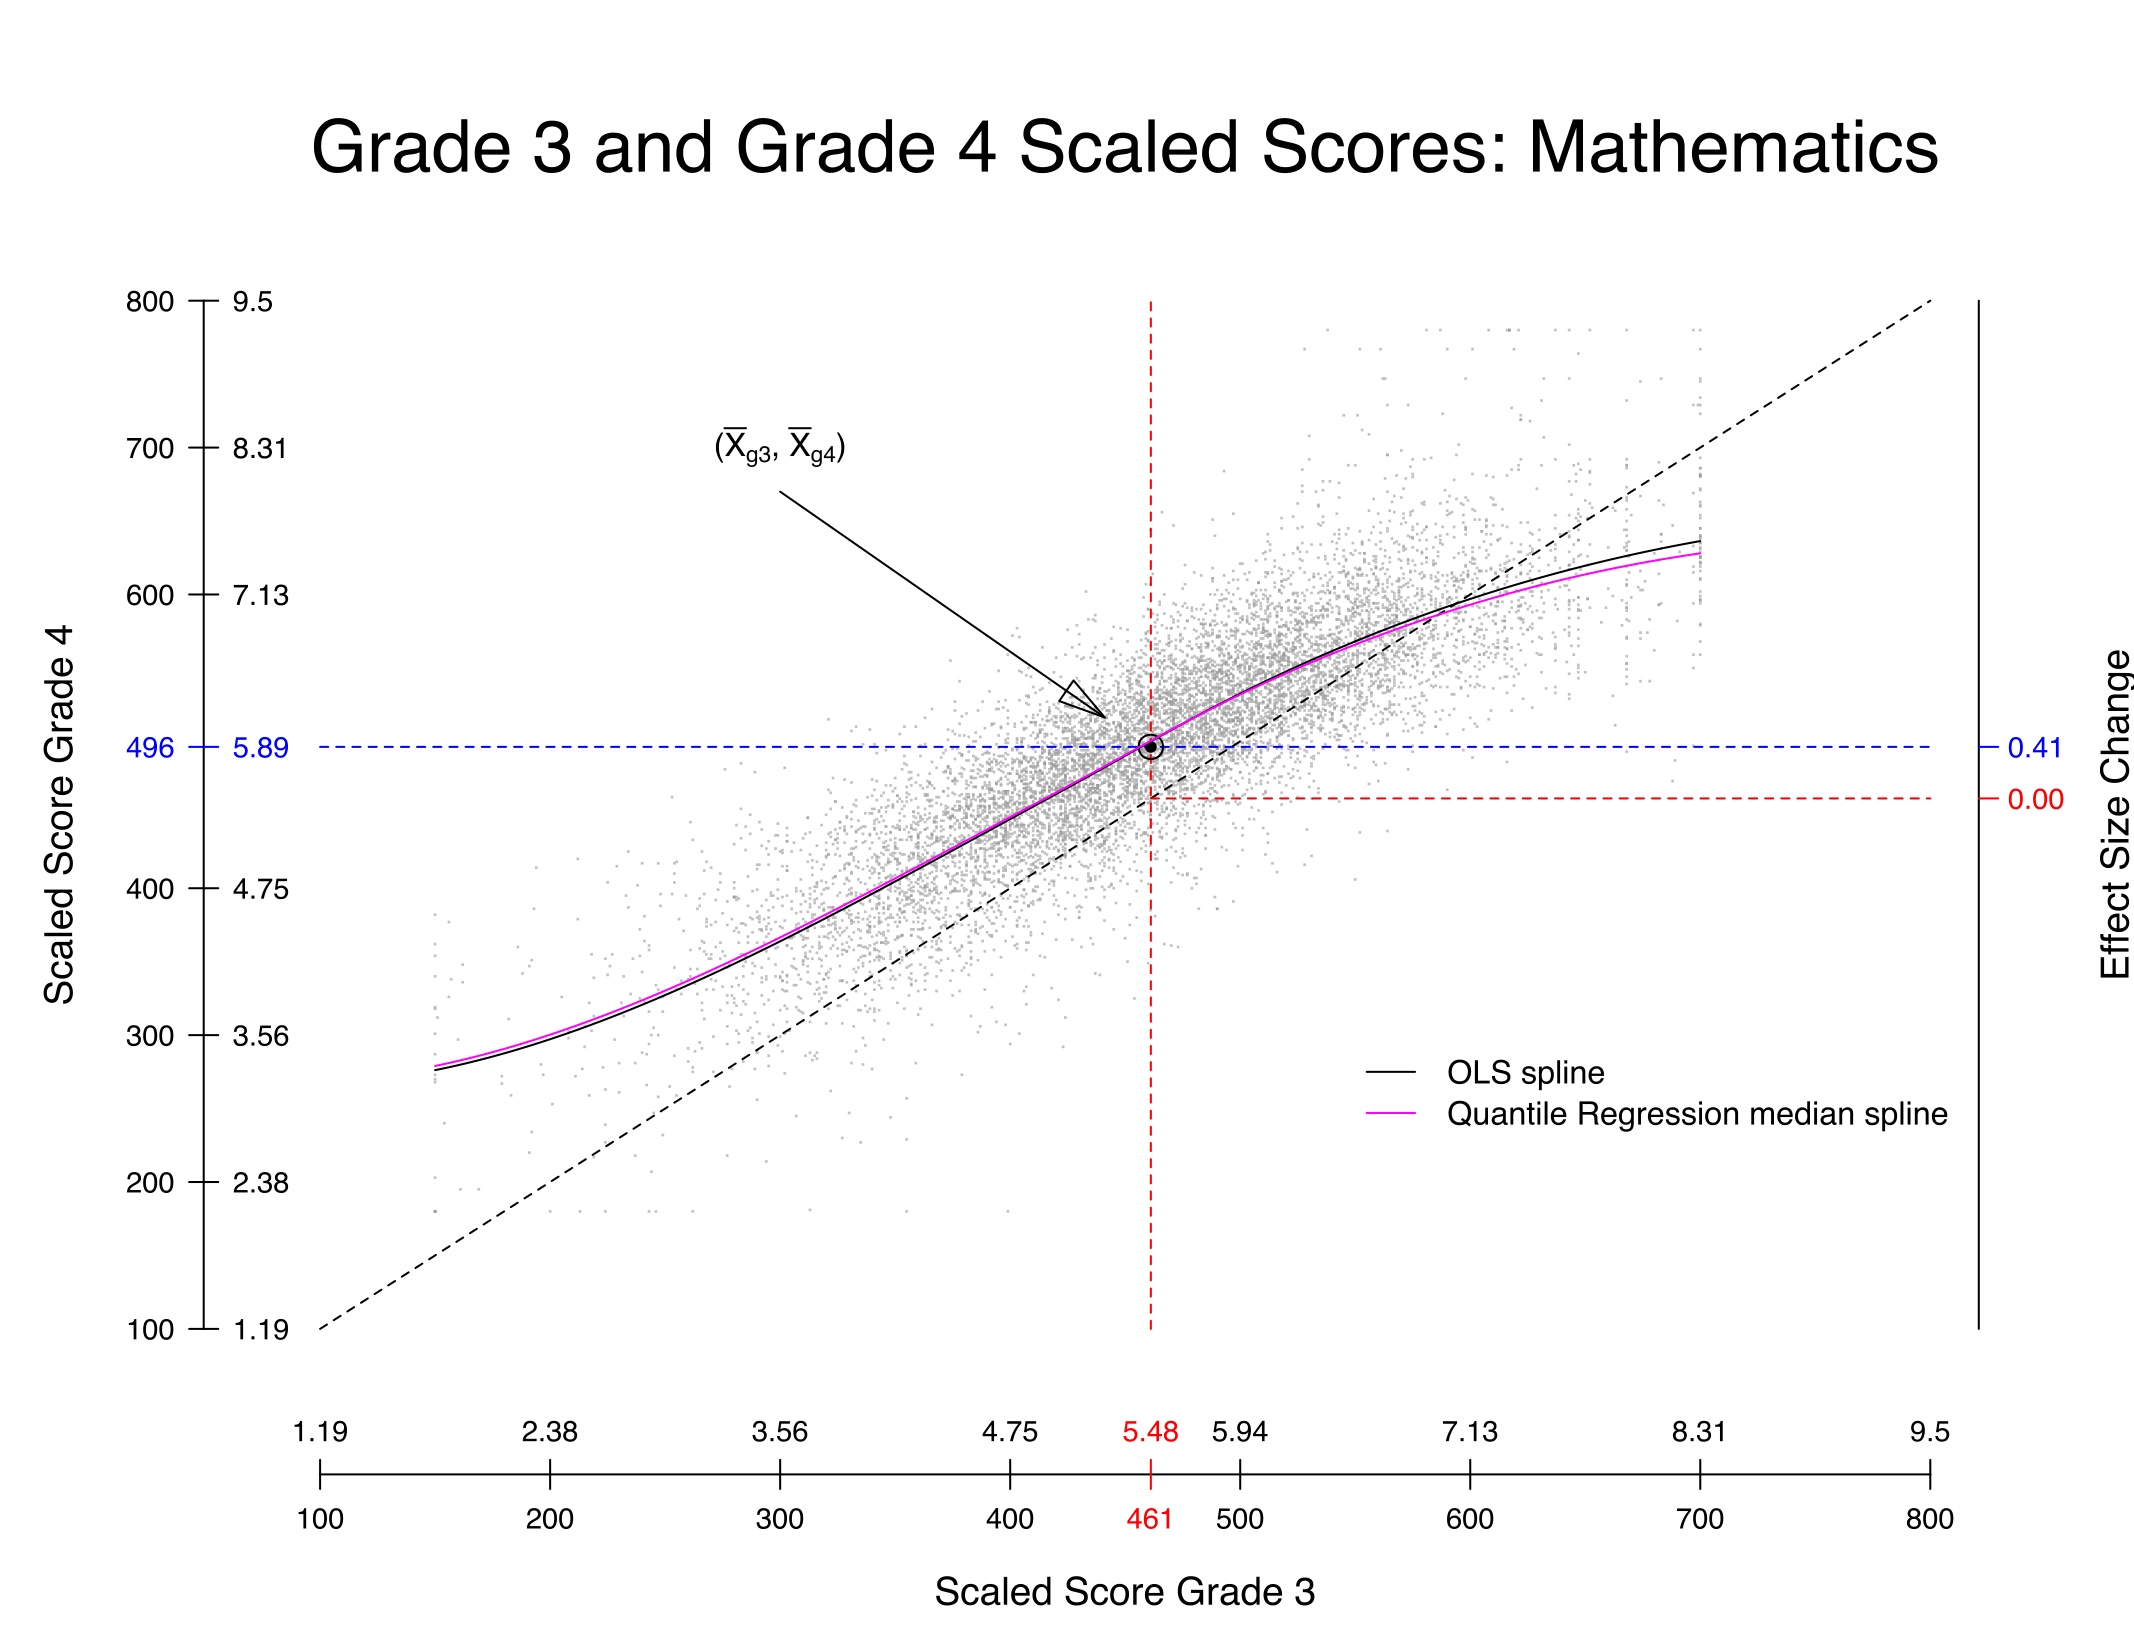 Grade 3 and Grade 4 Scaled Scores: Mathematics
800 9.5
700 8.31
(X̅g3, X̅g4)
600 7.13
496 5.89
0.41
0.00
400 4.75
300 3.56
200 2.38
100 1.19
Scaled Score Grade 4
Effect Size Change
OLS spline
Quantile Regression median spline
1.19 2.38 3.56 4.75 5.48 5.94 7.13 8.31 9.5
100 200 300 400 461 500 600 700 800
Scaled Score Grade 3